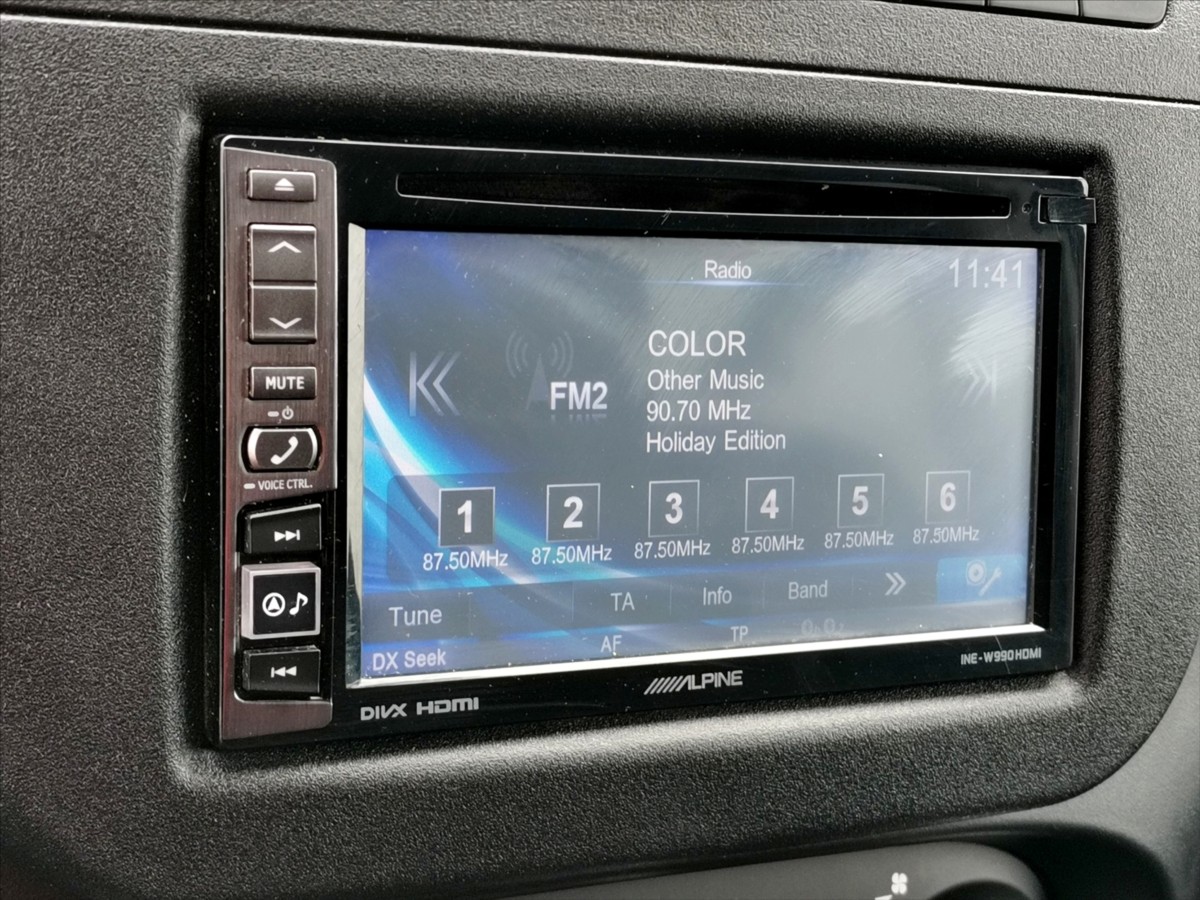 MUTE
VOICE CTRL.
Radio
11:41
COLOR
Other Music
FM2
90.70 MHz
Holiday Edition
1 2 3 4 5 6
87.50MHz 87.50MHz 87.50MHz 87.50MHz 87.50MHz 87.50MHz
Tune TA Info Band
DX Seek AF TP
DIVX HDMI
ALPINE
INE-W990HDMI